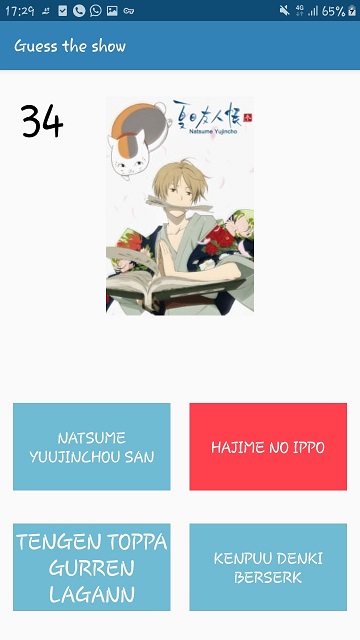 17:29 4G 65%
Guess the show
34
夏目友人帳
Natsume Yujincho
NATSUME
YUUJINCHOU SAN
HAJIME NO IPPO
TENGEN TOPPA
GURREN
LAGANN
KENPUU DENKI
BERSERK